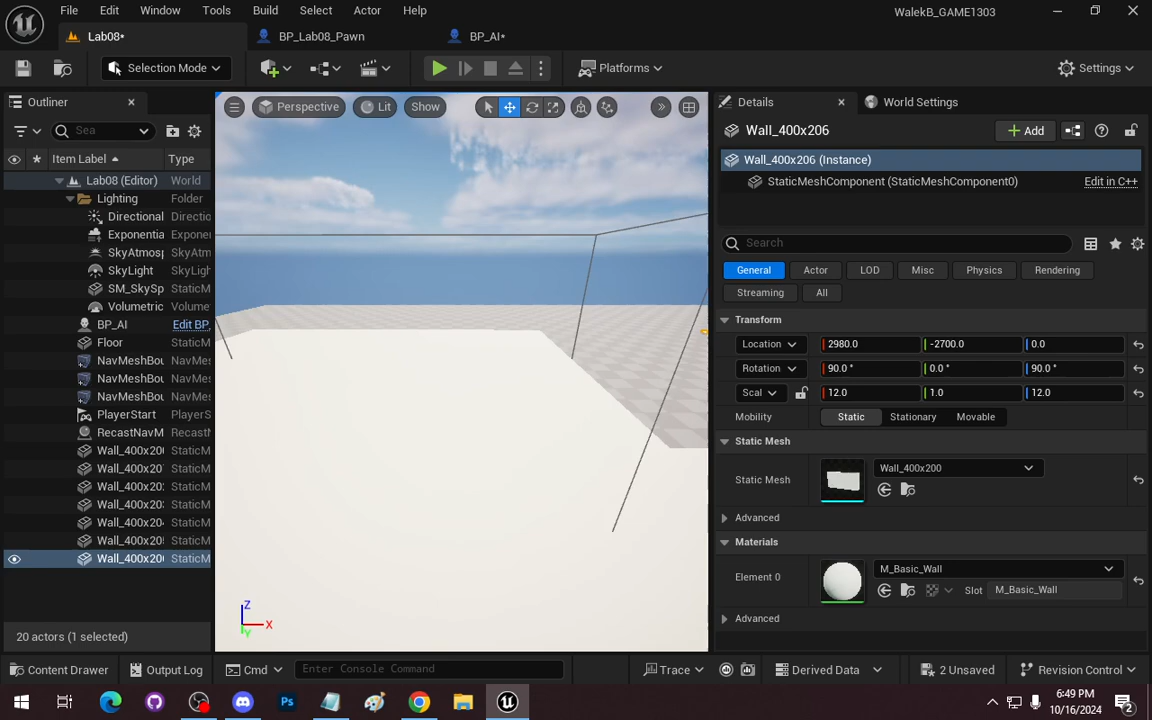 File Edit Window Tools Build Select Actor Help
WalekB_GAME1303
Lab08*
BP_Lab08_Pawn
BP_AI*
Selection Mode
Platforms
Settings
Outliner
Sea
Item Label
Type
Lab08 (Editor) World
Lighting Folder
Directional Directio
Exponentia Exponer
SkyAtmosp SkyAtm
SkyLight SkyLigh
SM_SkySp StaticM
Volumetric Volume
BP_AI Edit BP_
Floor StaticM
NavMeshBou NavMes
NavMeshBou NavMes
NavMeshBou NavMes
PlayerStart PlayerS
RecastNavM Recast
Wall_400x20 StaticM
Wall_400x20 StaticM
Wall_400x20 StaticM
Wall_400x20 StaticM
Wall_400x20 StaticM
Wall_400x20 StaticM
Wall_400x20 StaticM
20 actors (1 selected)
Perspective
Lit
Show
Z
X
Y
Details
World Settings
Wall_400x206
Add
Wall_400x206 (Instance)
StaticMeshComponent (StaticMeshComponent0)
Edit in C++
Search
General Actor LOD Misc Physics Rendering
Streaming All
Transform
Location 2980.0 -2700.0 0.0
Rotation 90.0 ° 0.0 ° 90.0 °
Scal 12.0 1.0 12.0
Mobility Static Stationary Movable
Static Mesh
Static Mesh
Wall_400x200
Advanced
Materials
Element 0
M_Basic_Wall
Slot M_Basic_Wall
Advanced
Content Drawer
Output Log
Cmd
Enter Console Command
Trace
Derived Data
2 Unsaved
Revision Control
Ps
6:49 PM
10/16/2024
2